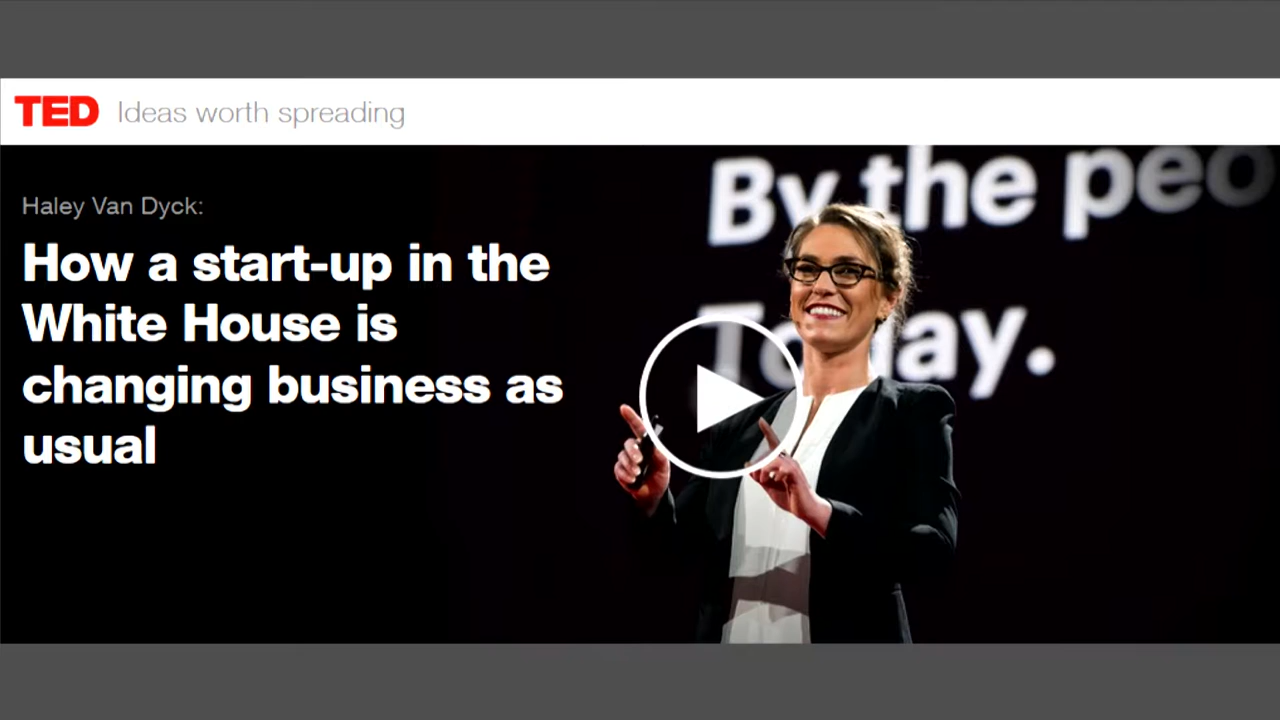 TED Ideas worth spreading
Haley Van Dyck:
How a start-up in the
White House is
changing business as
usual
By the peo
Today.